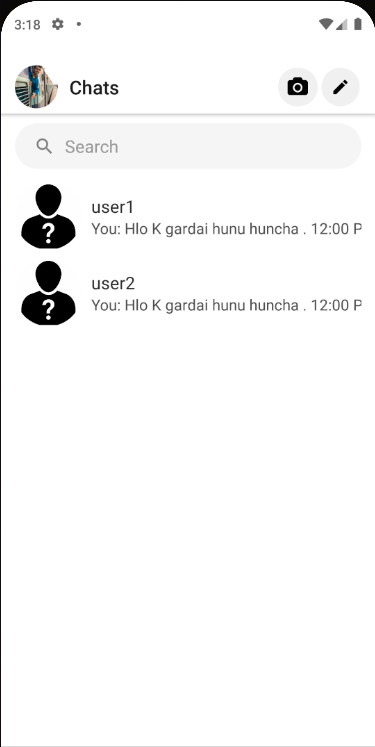 3:18
Chats
Search
user1
You: Hlo K gardai hunu huncha . 12:00 P
?
user2
You: Hlo K gardai hunu huncha . 12:00 P
?